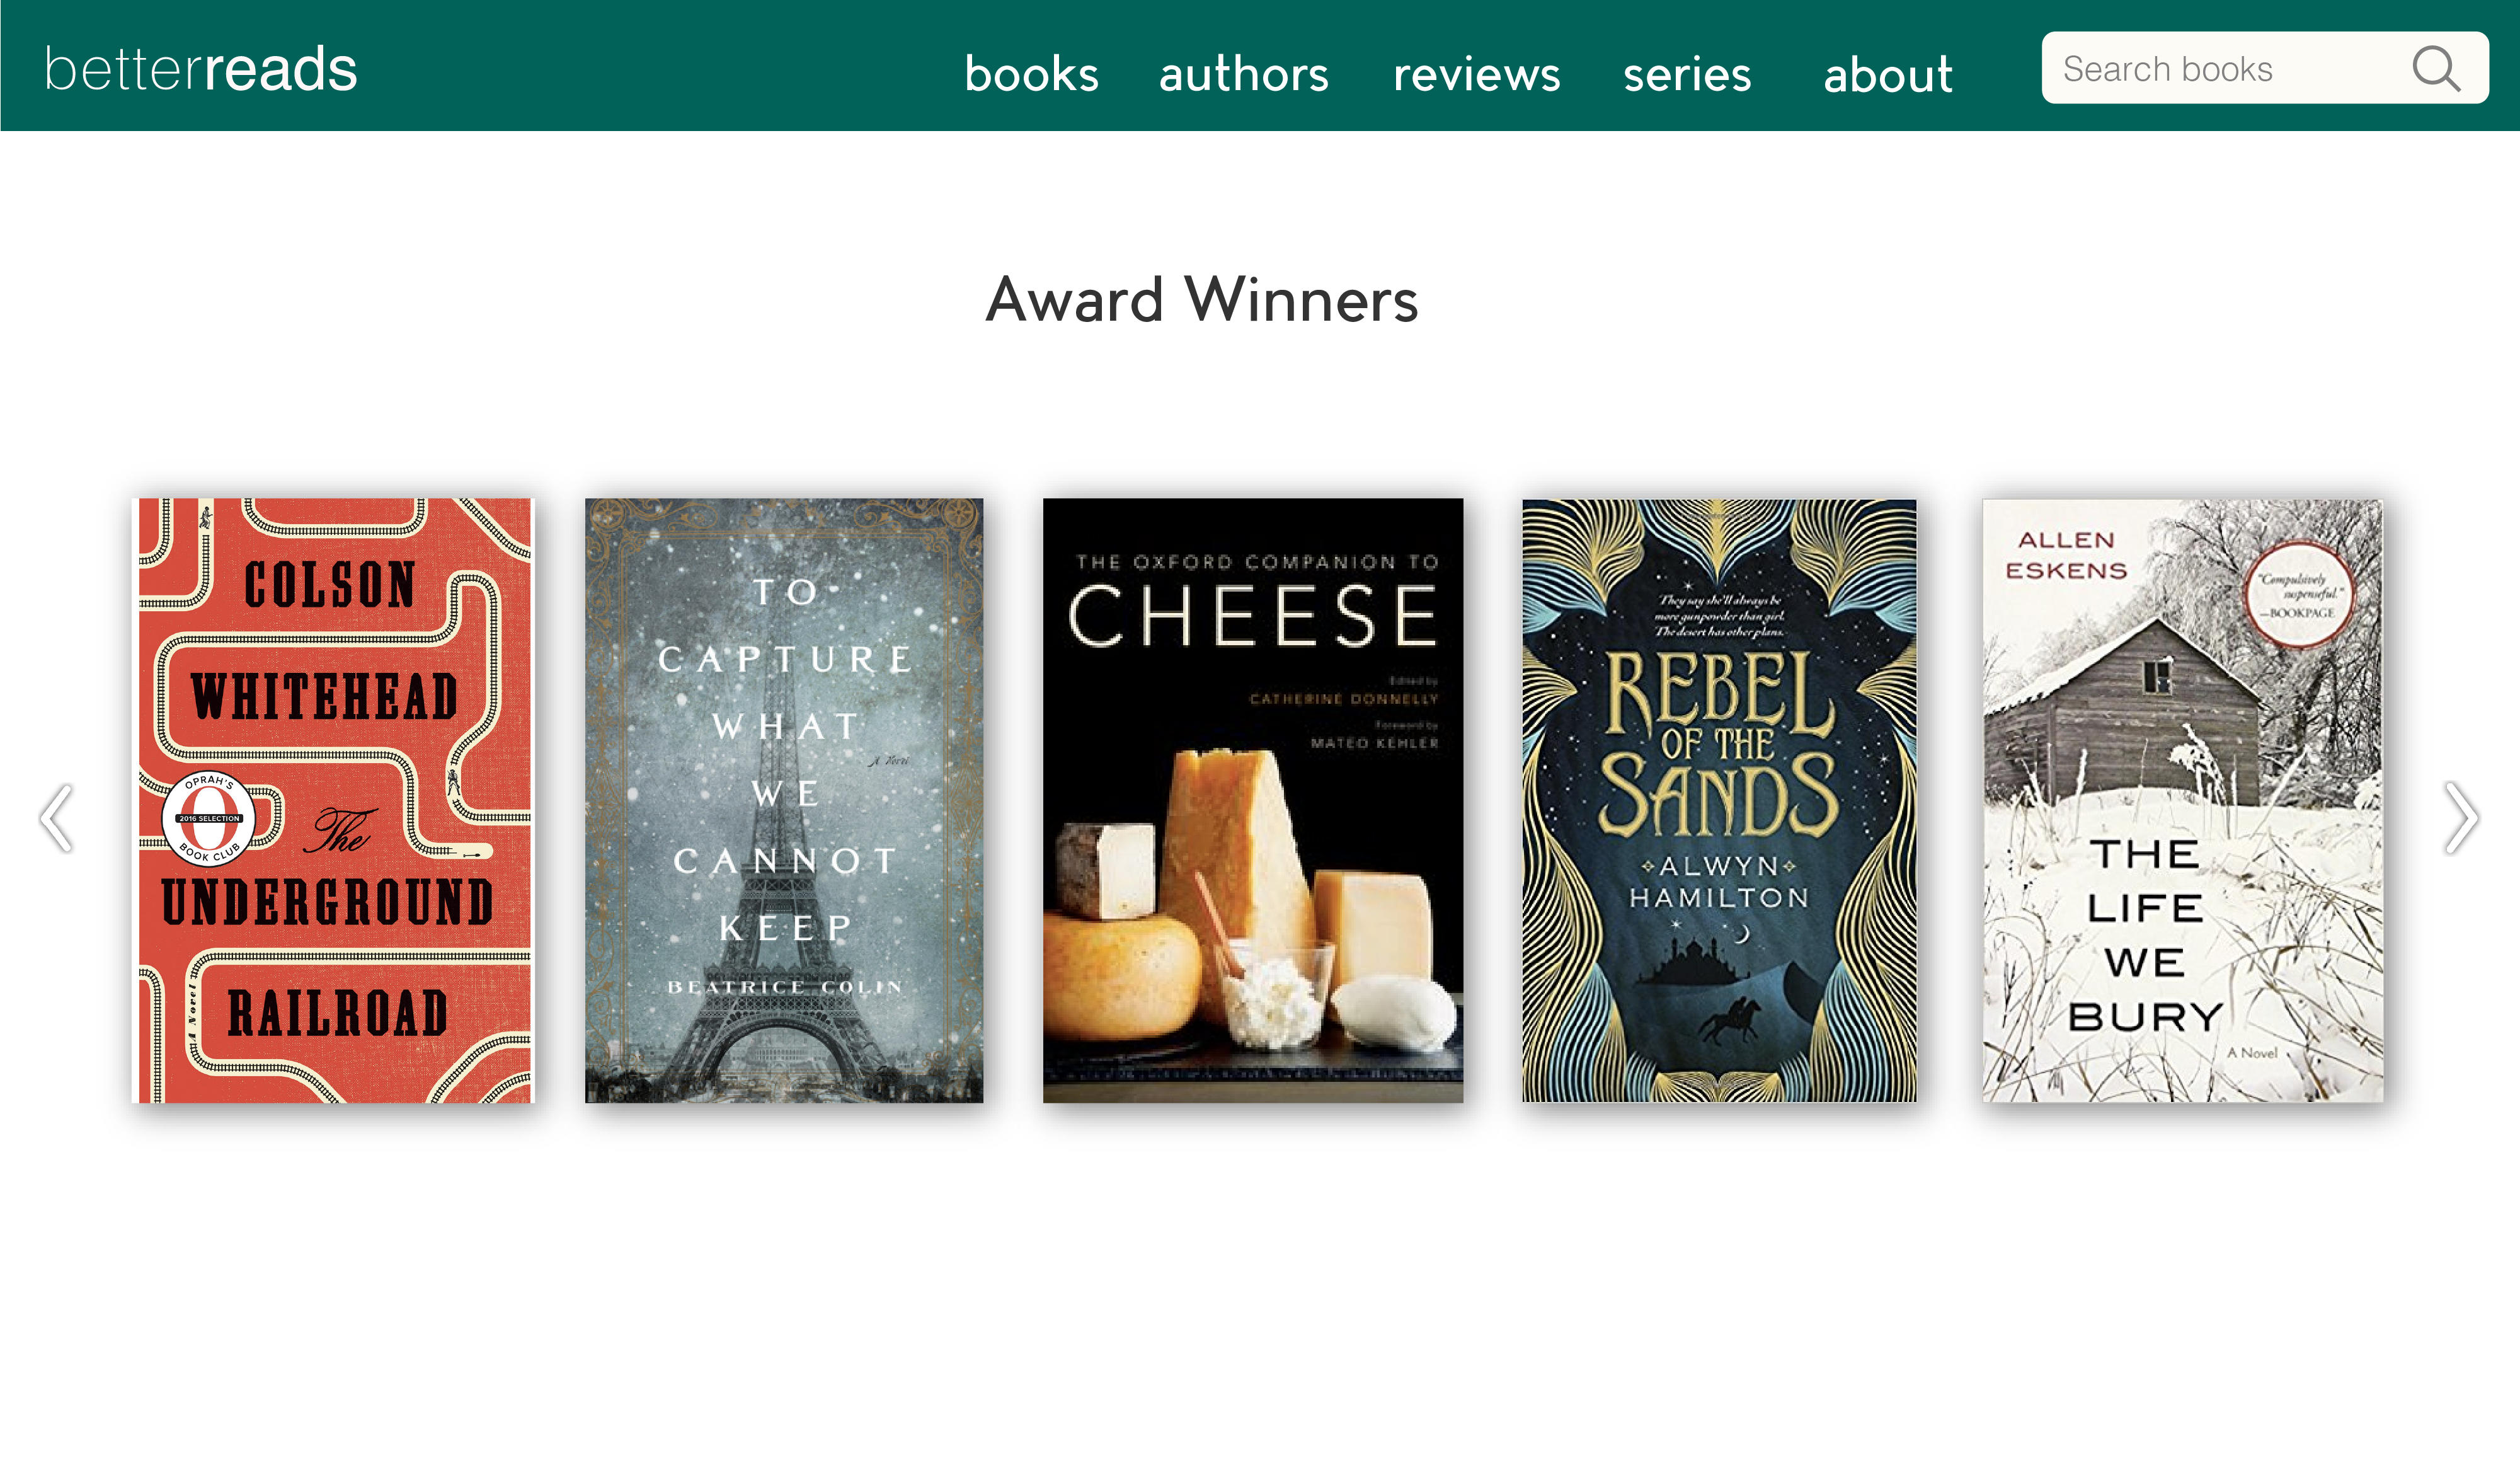 betterreads
books authors reviews series about
Search books
Award Winners
COLSON
WHITEHEAD
OPRAH'S
2016 SELECTION
BOOK CLUB
The
UNDERGROUND
A Novel
RAILROAD
TO
CAPTURE
WHAT
A Novel
WE
CANNOT
KEEP
BEATRICE COLIN
THE OXFORD COMPANION TO
CHEESE
Edited by
CATHERINE DONNELLY
Foreword by
MATEO KEHLER
They say she'll always be
more gunpowder than girl.
The desert has other plans.
REBEL
OF THE
SANDS
ALWYN
HAMILTON
ALLEN
ESKENS
"Compulsively
suspenseful."
—BOOKPAGE
THE
LIFE
WE
BURY
A Novel